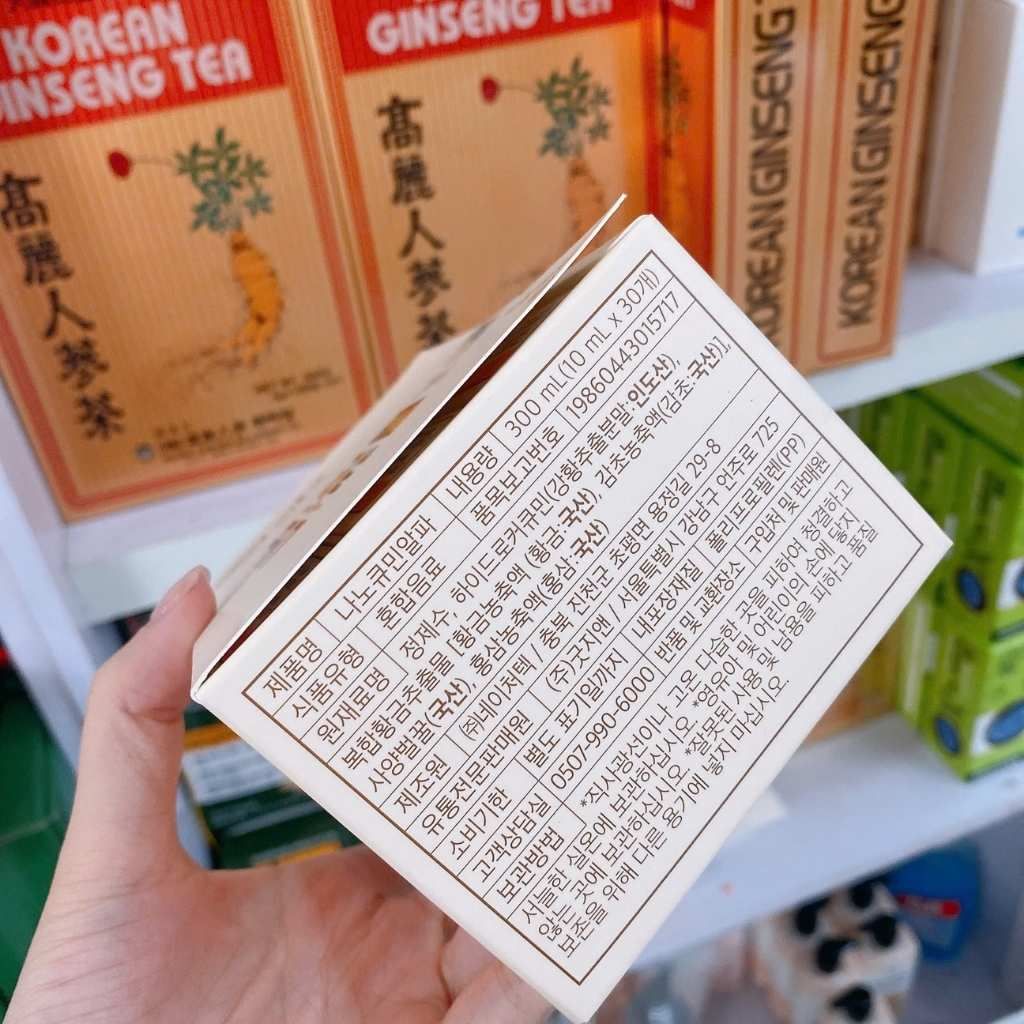 KOREAN
GINSENG TEA
高麗人蔘茶
GINSENG TEA
高麗人蔘
KOREAN GINSENG
KOREAN GINSENG
제품명 나노큐민알파 내용량 300 mL(10 mL x 30개)
식품유형 혼합음료 품목보고번호 19860443015717
원재료명 정제수, 하이드로커큐민(강황추출분말:인도산),
복합황금추출물 [황금농축액 (황금:국산), 감초농축액(감초:국산)],
사양벌꿀(국산), 홍삼농축액(홍삼:국산)
제조원 ㈜네이처텍 / 충북 진천군 초평면 용정길 29-8
유통전문판매원 (주)굿지앤 / 서울특별시 강남구 언주로 725
소비기한 별도 표기일까지 내포장재질 폴리프로필렌(PP)
고객상담실 0507-990-6000 반품 및 교환장소 구입처 및 판매원
보관방법 *직사광선이나 고온 다습한 곳을 피하여 청결하고
서늘한 실온에 보관하십시오. *영유아 및 어린이의 손에 닿지
않는 곳에 보관하십시오. *잘못된 사용 및 남용을 피하고 품질
보존을 위해 다른 용기에 넣지 마십시오.